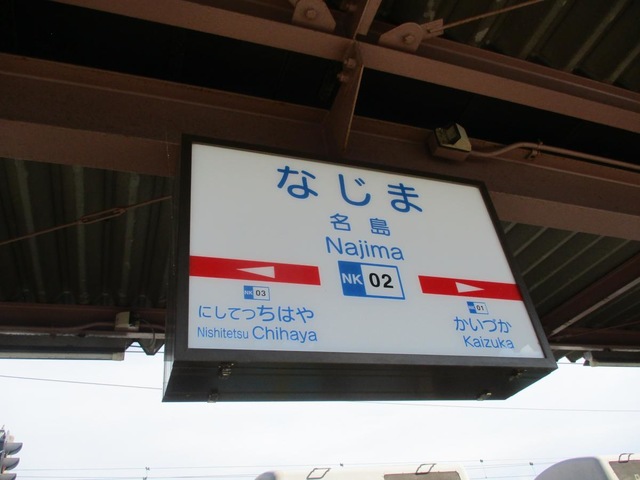 なじま
名島
Najima
NK 02
NK 03
にしてつちはや
Nishitetsu Chihaya
NK 01
かいづか
Kaizuka